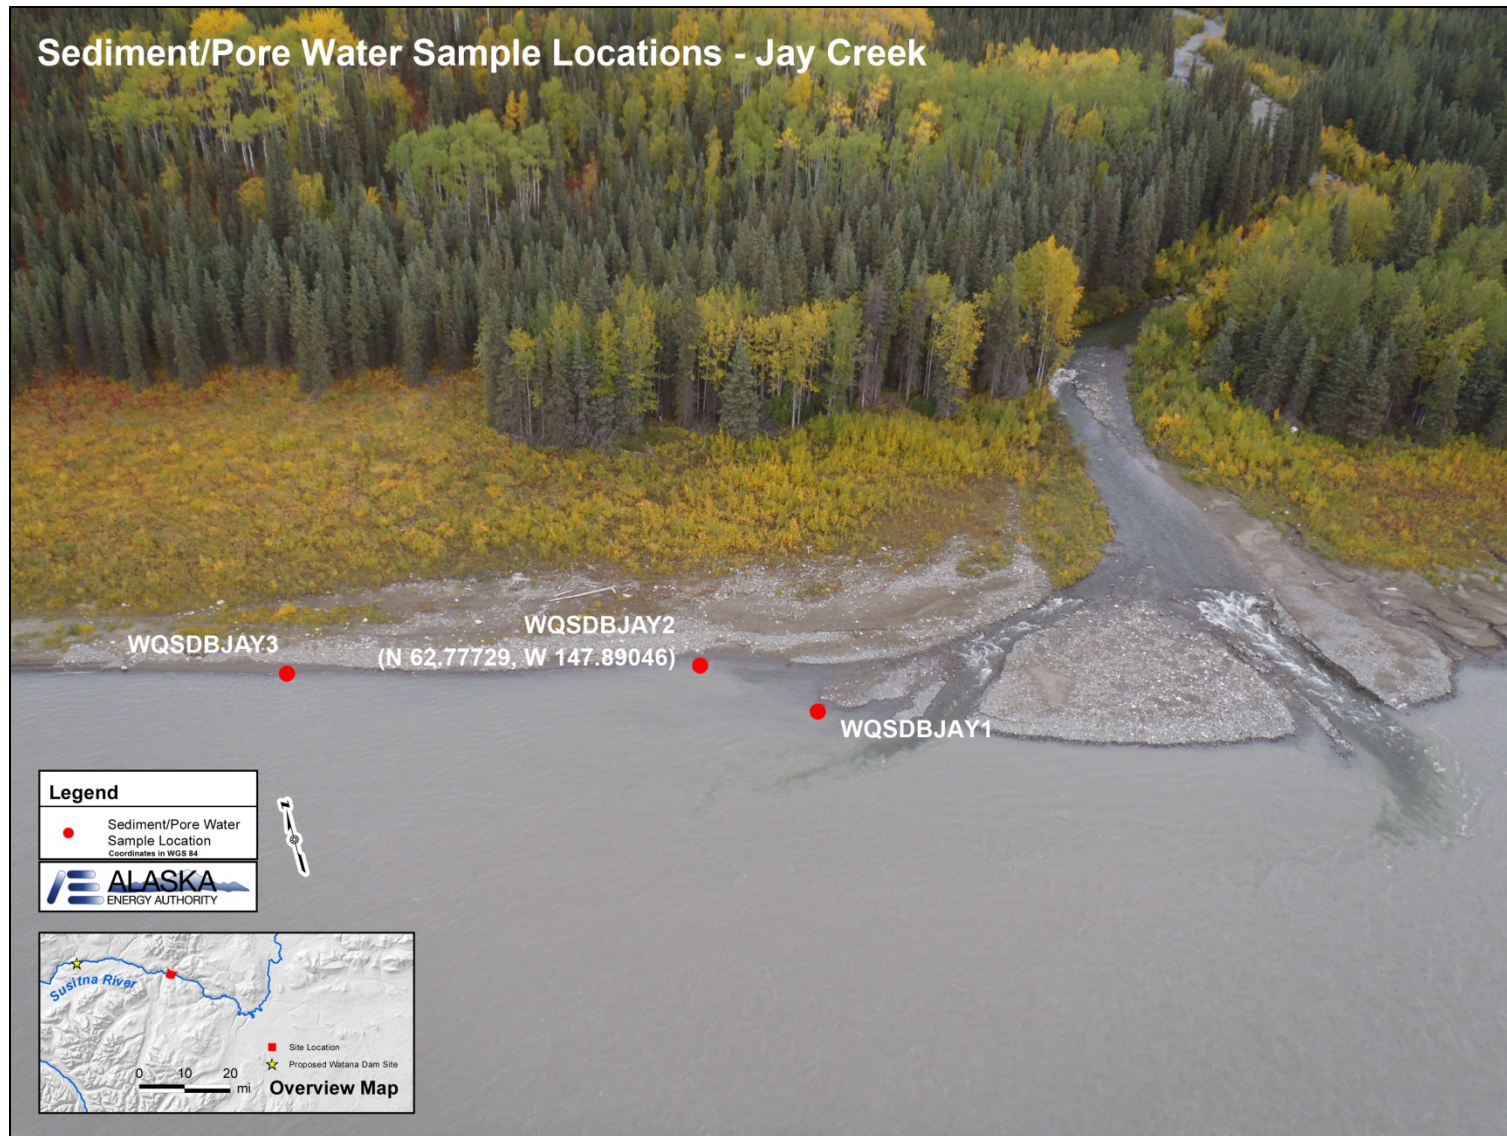 Sediment/Pore Water Sample Locations - Jay Creek
WQSDBJAY3
WQSDBJAY2
(N 62.77729, W 147.89046)
WQSDBJAY1
Legend
Sediment/Pore Water
Sample Location
Coordinates in WGS 84
N
ALASKA
ENERGY AUTHORITY
Susitna River
Site Location
Proposed Watana Dam Site
0 10 20
mi
Overview Map